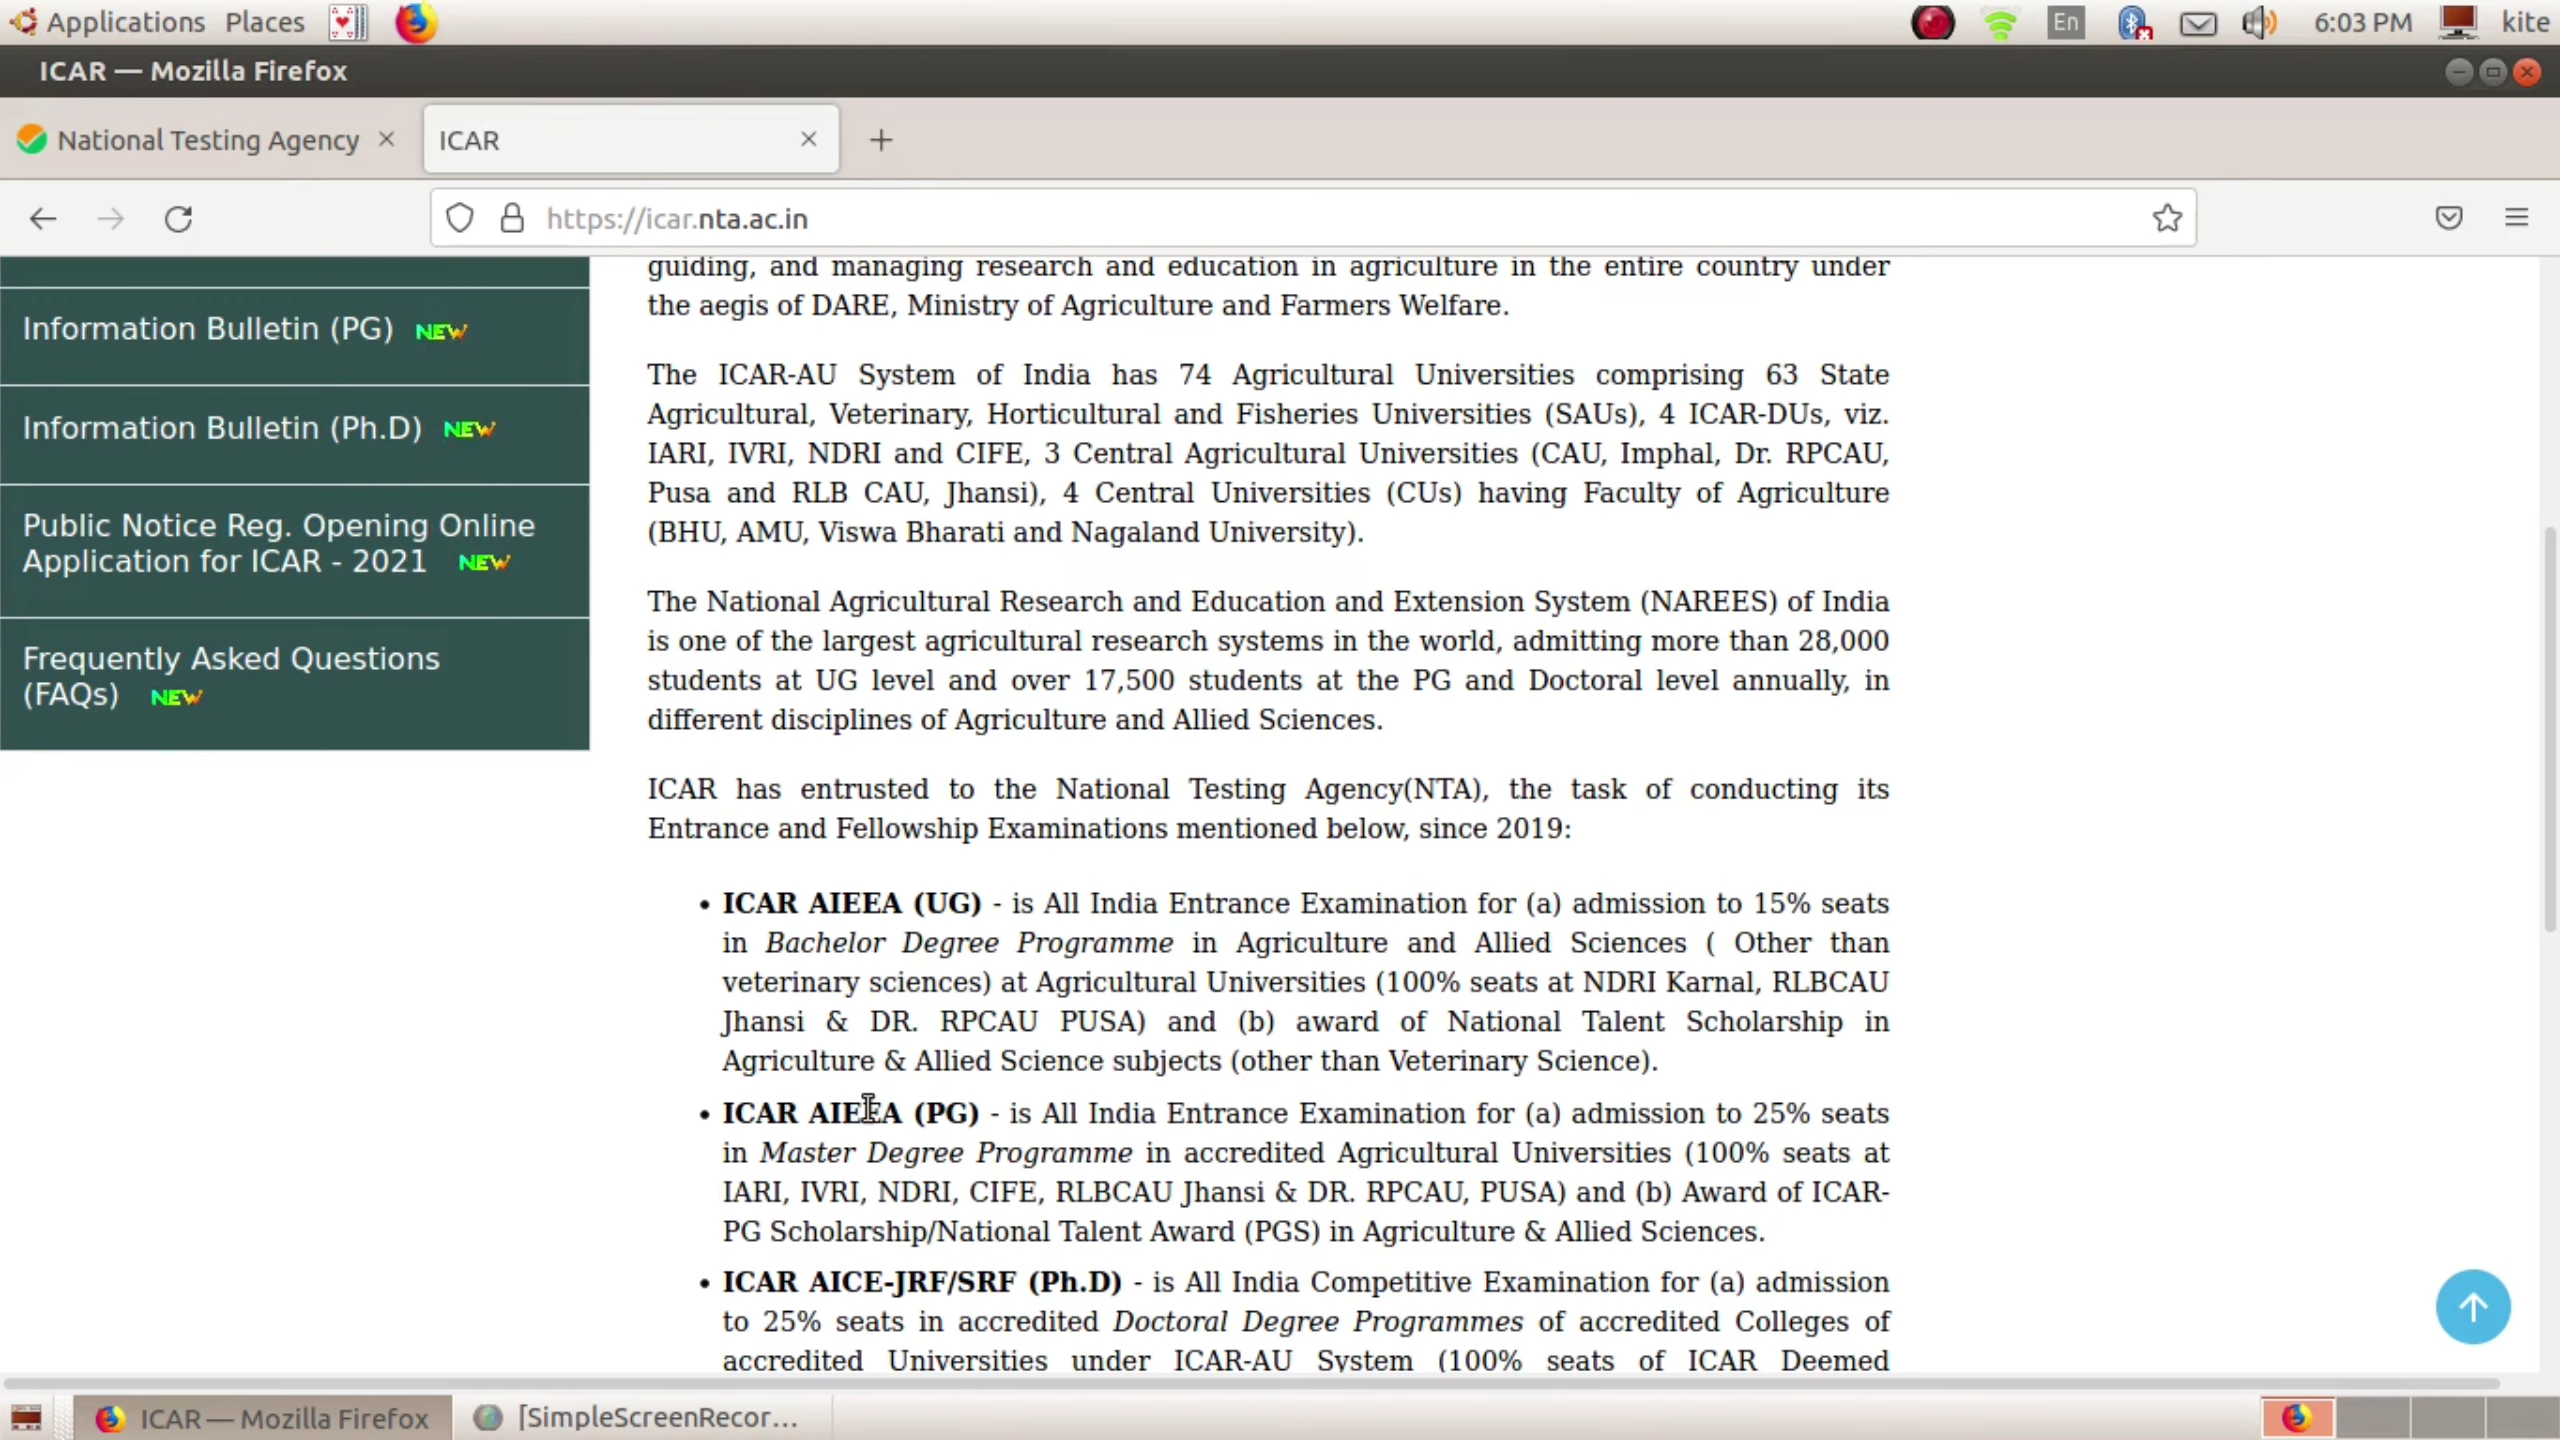 Applications Places En 6:03 PM kite
ICAR — Mozilla Firefox
National Testing Agency
ICAR
https://icar.nta.ac.in
Information Bulletin (PG) NEW
Information Bulletin (Ph.D) NEW
Public Notice Reg. Opening Online
Application for ICAR - 2021 NEW
Frequently Asked Questions
(FAQs) NEW
guiding, and managing research and education in agriculture in the entire country under
the aegis of DARE, Ministry of Agriculture and Farmers Welfare.
The ICAR-AU System of India has 74 Agricultural Universities comprising 63 State
Agricultural, Veterinary, Horticultural and Fisheries Universities (SAUs), 4 ICAR-DUs, viz.
IARI, IVRI, NDRI and CIFE, 3 Central Agricultural Universities (CAU, Imphal, Dr. RPCAU,
Pusa and RLB CAU, Jhansi), 4 Central Universities (CUs) having Faculty of Agriculture
(BHU, AMU, Viswa Bharati and Nagaland University).
The National Agricultural Research and Education and Extension System (NAREES) of India
is one of the largest agricultural research systems in the world, admitting more than 28,000
students at UG level and over 17,500 students at the PG and Doctoral level annually, in
different disciplines of Agriculture and Allied Sciences.
ICAR has entrusted to the National Testing Agency(NTA), the task of conducting its
Entrance and Fellowship Examinations mentioned below, since 2019:
• ICAR AIEEA (UG) - is All India Entrance Examination for (a) admission to 15% seats
in Bachelor Degree Programme in Agriculture and Allied Sciences ( Other than
veterinary sciences) at Agricultural Universities (100% seats at NDRI Karnal, RLBCAU
Jhansi & DR. RPCAU PUSA) and (b) award of National Talent Scholarship in
Agriculture & Allied Science subjects (other than Veterinary Science).
• ICAR AIEEA (PG) - is All India Entrance Examination for (a) admission to 25% seats
in Master Degree Programme in accredited Agricultural Universities (100% seats at
IARI, IVRI, NDRI, CIFE, RLBCAU Jhansi & DR. RPCAU, PUSA) and (b) Award of ICAR-
PG Scholarship/National Talent Award (PGS) in Agriculture & Allied Sciences.
• ICAR AICE-JRF/SRF (Ph.D) - is All India Competitive Examination for (a) admission
to 25% seats in accredited Doctoral Degree Programmes of accredited Colleges of
accredited Universities under ICAR-AU System (100% seats of ICAR Deemed
ICAR — Mozilla Firefox
[SimpleScreenRecor...